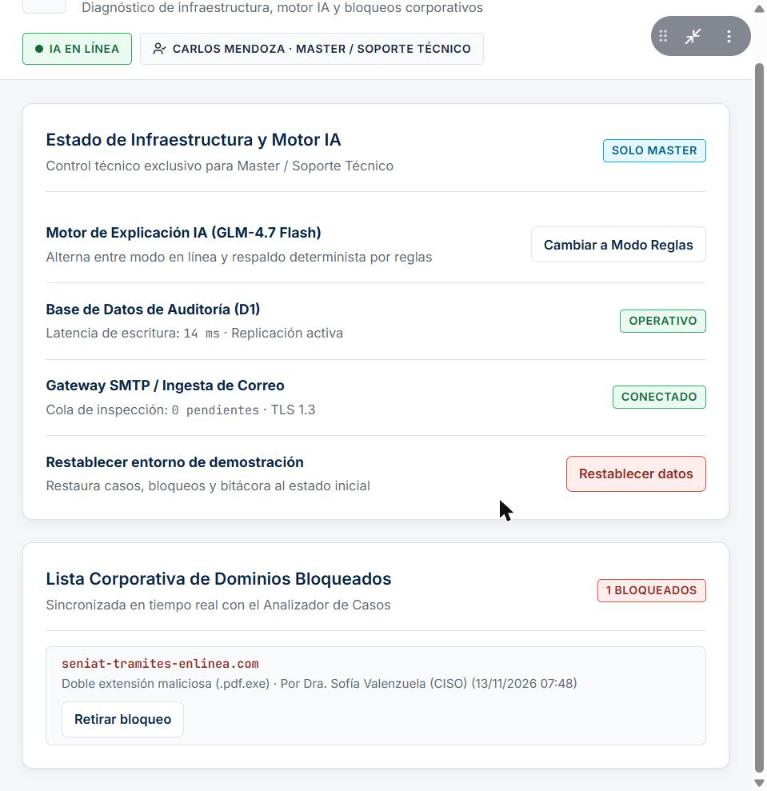 Diagnóstico de infraestructura, motor IA y bloqueos corporativos
IA EN LÍNEA
CARLOS MENDOZA · MASTER / SOPORTE TÉCNICO
Estado de Infraestructura y Motor IA
SOLO MASTER
Control técnico exclusivo para Master / Soporte Técnico
Motor de Explicación IA (GLM-4.7 Flash)
Cambiar a Modo Reglas
Alterna entre modo en línea y respaldo determinista por reglas
Base de Datos de Auditoría (D1)
OPERATIVO
Latencia de escritura: 14 ms · Replicación activa
Gateway SMTP / Ingesta de Correo
CONECTADO
Cola de inspección: 0 pendientes · TLS 1.3
Restablecer entorno de demostración
Restablecer datos
Restaura casos, bloqueos y bitácora al estado inicial
Lista Corporativa de Dominios Bloqueados
1 BLOQUEADOS
Sincronizada en tiempo real con el Analizador de Casos
seniat-tramites-enlinea.com
Doble extensión maliciosa (.pdf.exe) · Por Dra. Sofía Valenzuela (CISO) (13/11/2026 07:48)
Retirar bloqueo